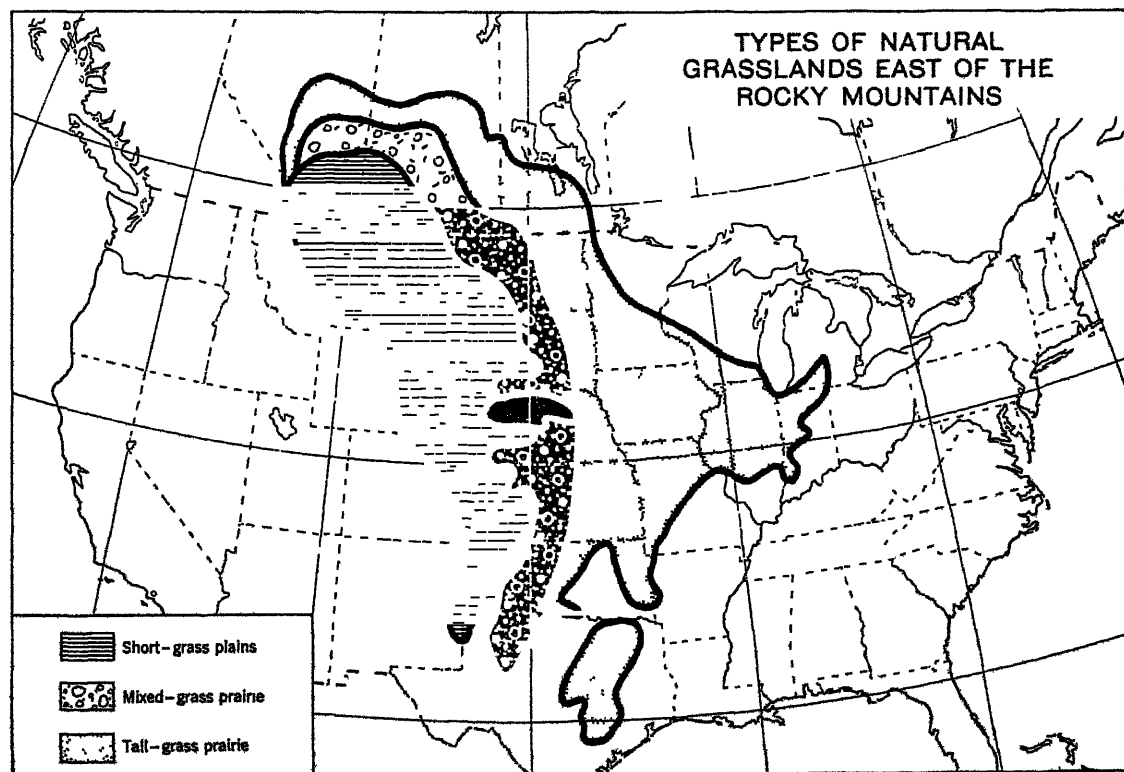 TYPES OF NATURAL
GRASSLANDS EAST OF THE
ROCKY MOUNTAINS
Short-grass plains
Mixed-grass prairie
Tall-grass prairie